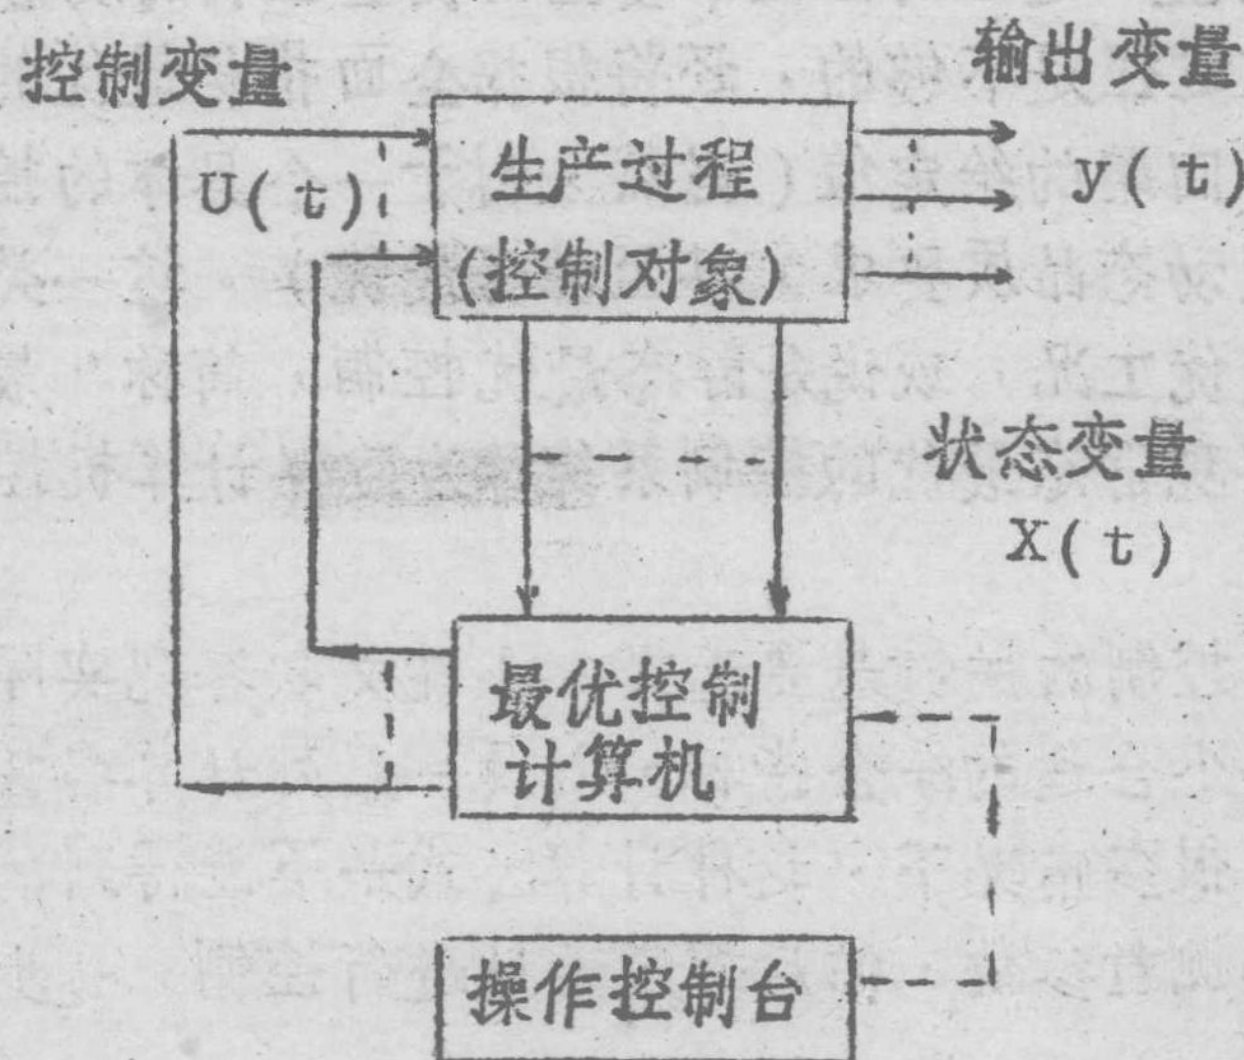 控制变量
输出变量
U(t)
生产过程
(控制对象)
y(t)
状态变量
X(t)
最优控制
计算机
操作控制台